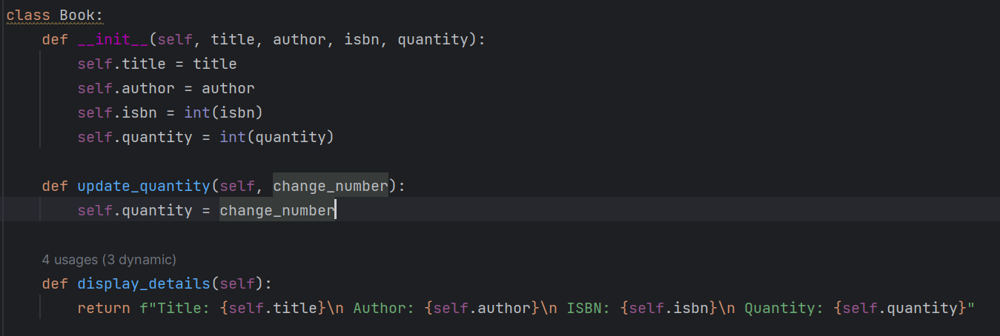 class Book:
    def __init__(self, title, author, isbn, quantity):
        self.title = title
        self.author = author
        self.isbn = int(isbn)
        self.quantity = int(quantity)
    def update_quantity(self, change_number):
        self.quantity = change_number
    4 usages (3 dynamic)
    def display_details(self):
        return f"Title: {self.title}\n Author: {self.author}\n ISBN: {self.isbn}\n Quantity: {self.quantity}"